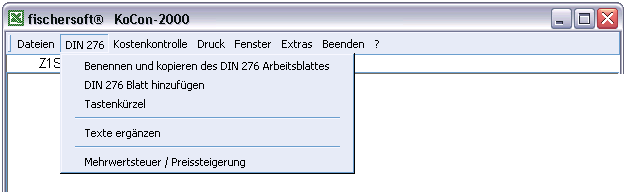 fischersoft® KoCon-2000
Dateien DIN 276 Kostenkontrolle Druck Fenster Extras Beenden ?
Z1S
Benennen und kopieren des DIN 276 Arbeitsblattes
DIN 276 Blatt hinzufügen
Tastenkürzel
Texte ergänzen
Mehrwertsteuer / Preissteigerung